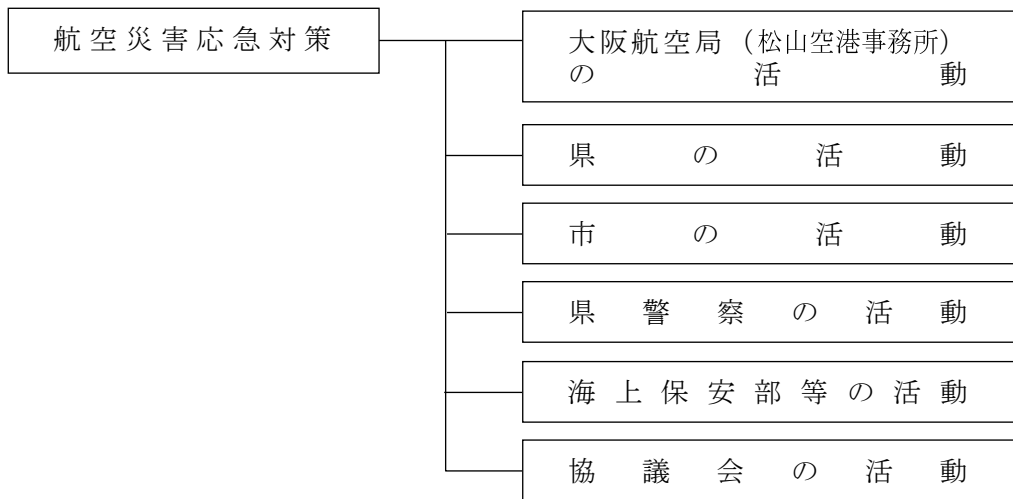 航空災害応急対策
大阪航空局（松山空港事務所）
の活動
県の活動
市の活動
県警察の活動
海上保安部等の活動
協議会の活動